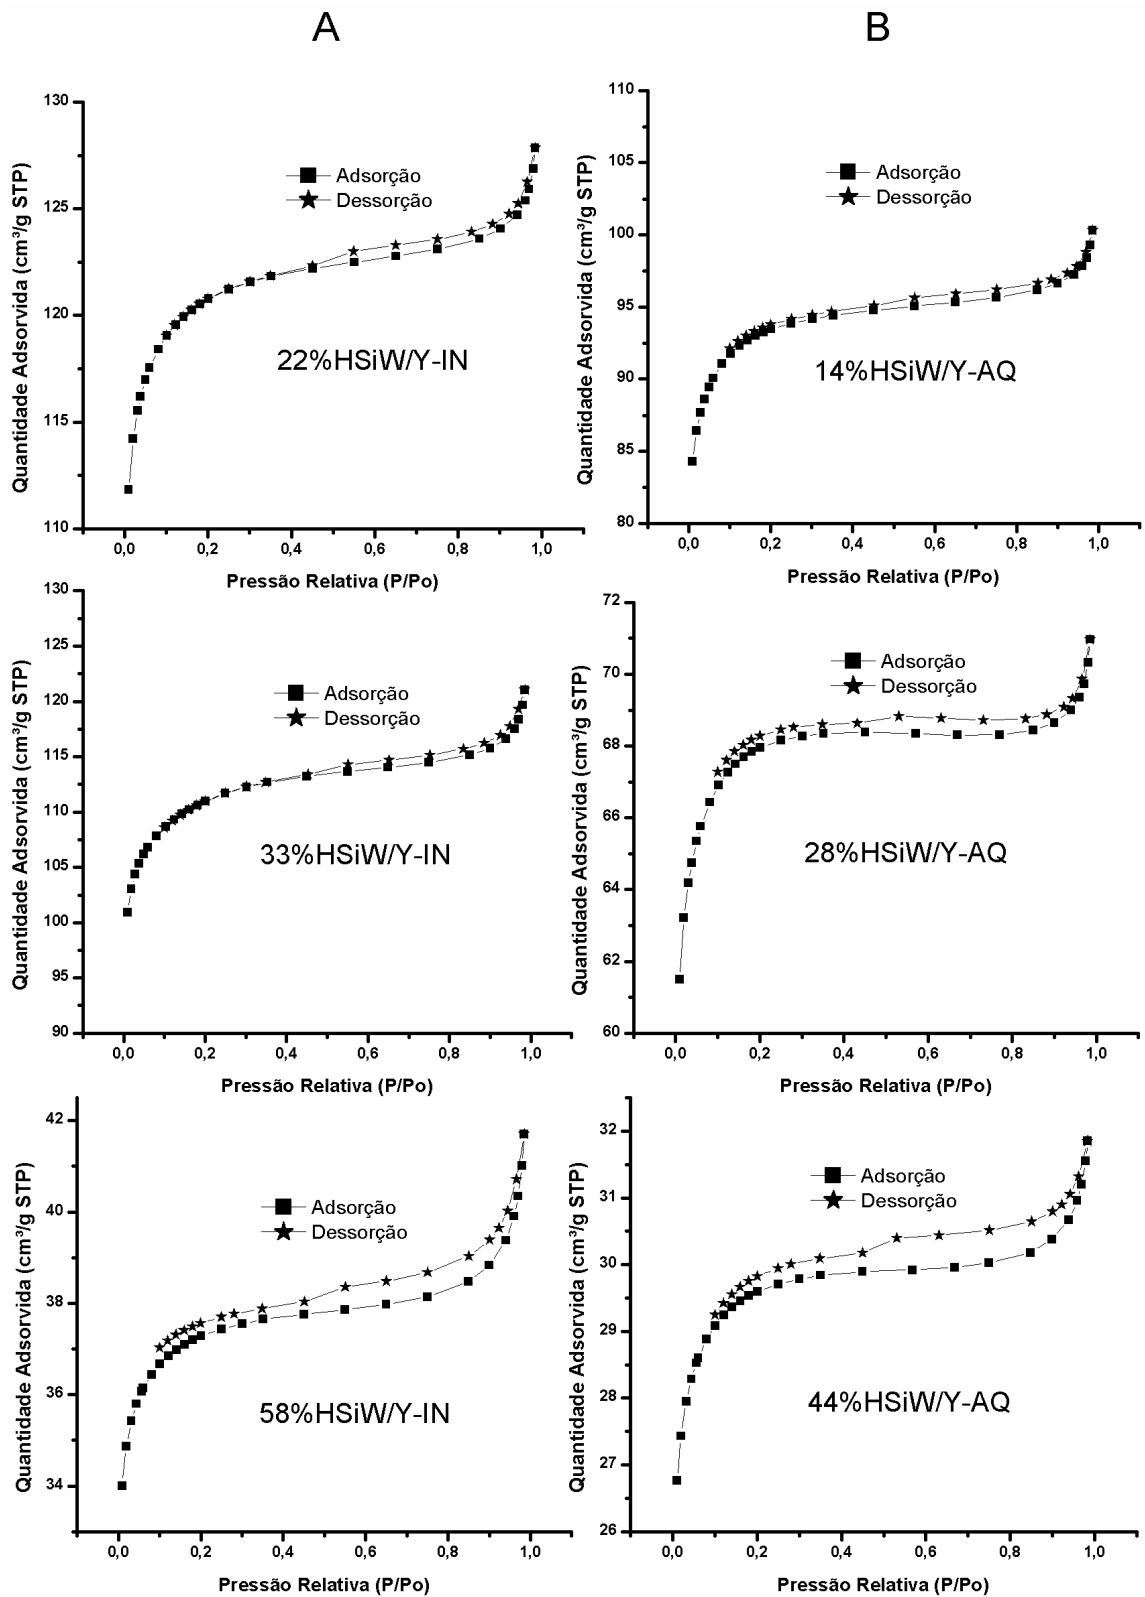 A
B
Quantidade Adsorvida (cm³/g STP)
130
125
120
115
110
Adsorção
Dessorção
22%HSiW/Y-IN
0,0 0,2 0,4 0,6 0,8 1,0
Pressão Relativa (P/Po)
Quantidade Adsorvida (cm³/g STP)
110
105
100
95
90
85
80
Adsorção
Dessorção
14%HSiW/Y-AQ
0,0 0,2 0,4 0,6 0,8 1,0
Pressão Relativa (P/Po)
Quantidade Adsorvida (cm³/g STP)
130
125
120
115
110
105
100
95
90
Adsorção
Dessorção
33%HSiW/Y-IN
0,0 0,2 0,4 0,6 0,8 1,0
Pressão Relativa (P/Po)
Quantidade Adsorvida (cm³/g STP)
72
70
68
66
64
62
60
Adsorção
Dessorção
28%HSiW/Y-AQ
0,0 0,2 0,4 0,6 0,8 1,0
Pressão Relativa (P/Po)
Quantidade Adsorvida (cm³/g STP)
42
40
38
36
34
Adsorção
Dessorção
58%HSiW/Y-IN
0,0 0,2 0,4 0,6 0,8 1,0
Pressão Relativa (P/Po)
Quantidade Adsorvida (cm³/g STP)
32
31
30
29
28
27
26
Adsorção
Dessorção
44%HSiW/Y-AQ
0,0 0,2 0,4 0,6 0,8 1,0
Pressão Relativa (P/Po)